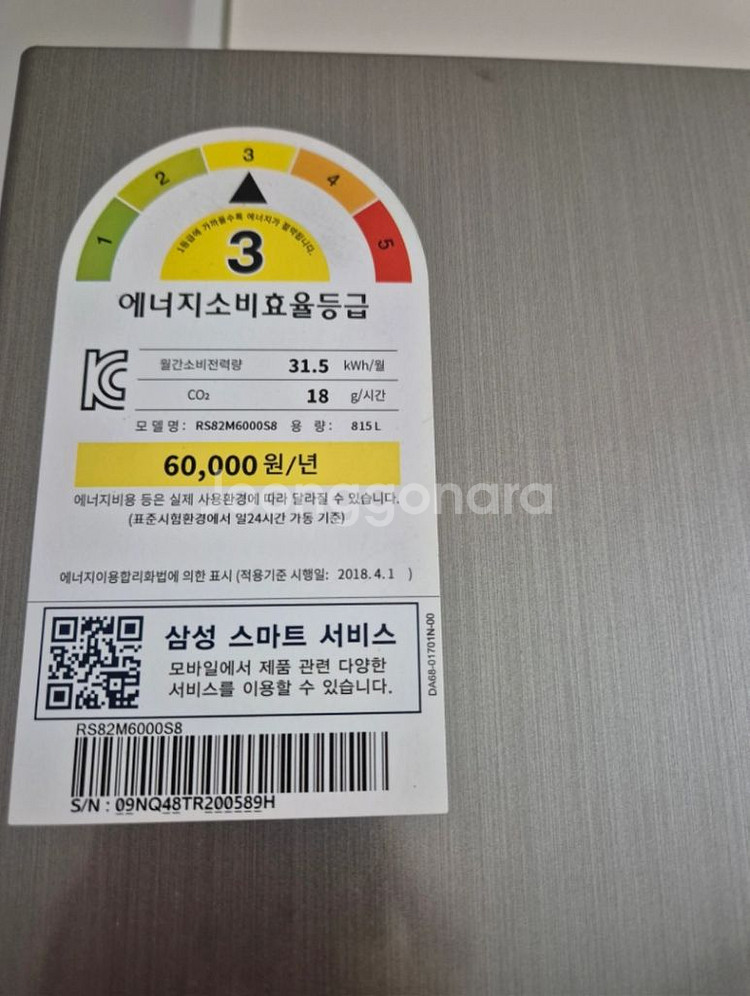 1
2
3
4
5
1등급에 가까울수록 에너지가 절약됩니다.
3
에너지소비효율등급
월간소비전력량 31.5 kWh/월
CO₂ 18 g/시간
모델명: RS82M6000S8 용 량: 815 L
60,000원/년
에너지비용 등은 실제 사용환경에 따라 달라질 수 있습니다.
(표준시험환경에서 일24시간 가동 기준)
Joonggonara
에너지이용합리화법에 의한 표시 (적용기준 시행일: 2018.4.1 )
삼성 스마트 서비스
모바일에서 제품 관련 다양한
서비스를 이용할 수 있습니다.
DA68-01701N-00
RS82M6000S8
S/N : 09NQ48TR200589H